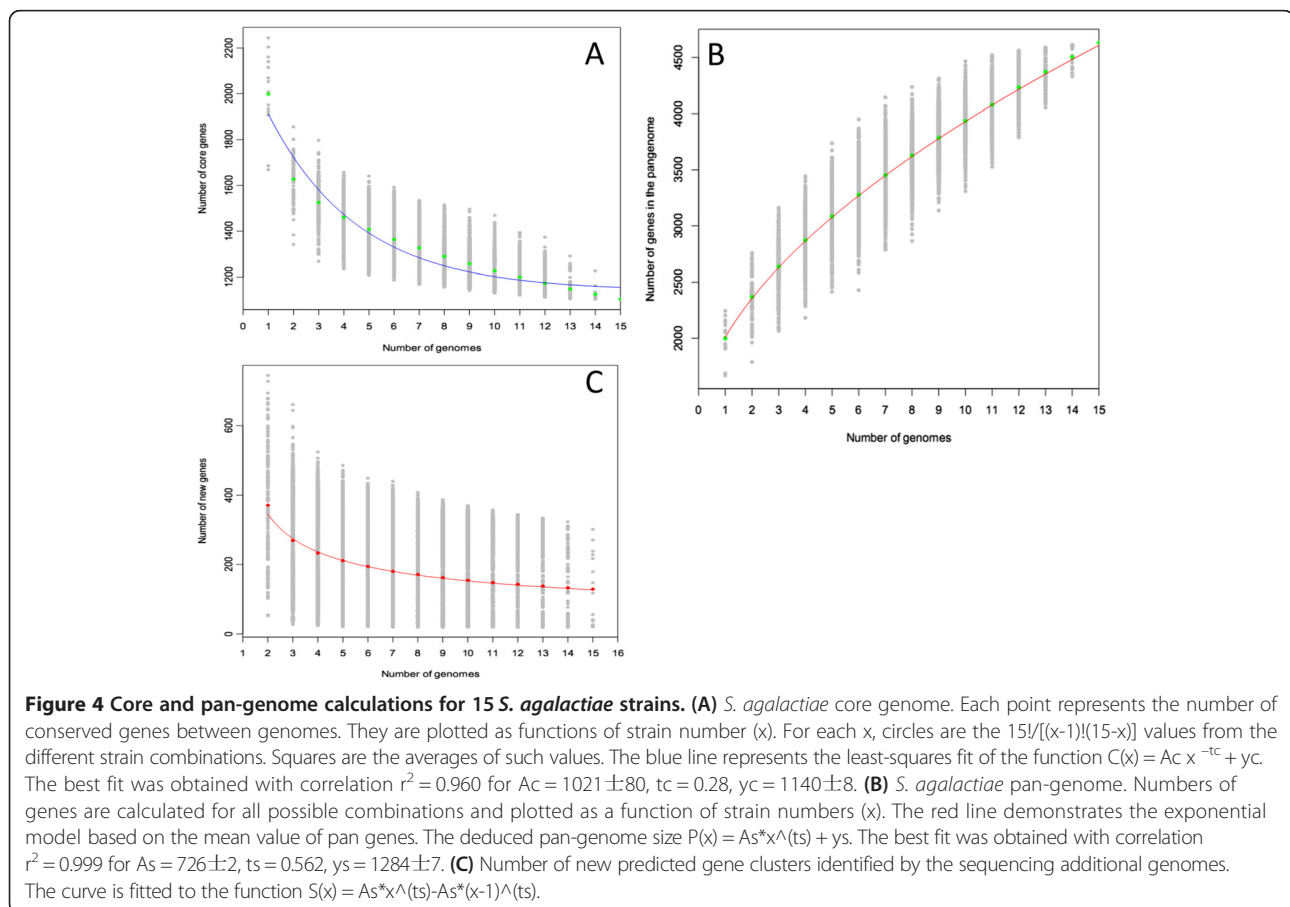 A
Number of core genes
2200
2000
1800
1600
1400
1200
0 1 2 3 4 5 6 7 8 9 10 11 12 13 14 15
Number of genomes
B
Number of genes in the pangenome
4500
4000
3500
3000
2500
2000
0 1 2 3 4 5 6 7 8 9 10 11 12 13 14 15
Number of genomes
C
Number of new genes
600
400
200
0
1 2 3 4 5 6 7 8 9 10 11 12 13 14 15 16
Number of genomes
Figure 4 Core and pan-genome calculations for 15 S. agalactiae strains. (A) S. agalactiae core genome. Each point represents the number of
conserved genes between genomes. They are plotted as functions of strain number (x). For each x, circles are the 15!/[(x-1)!(15-x)] values from the
different strain combinations. Squares are the averages of such values. The blue line represents the least-squares fit of the function C(x) = Ac x ⁻ᵗᶜ + yc.
The best fit was obtained with correlation r² = 0.960 for Ac = 1021±80, tc = 0.28, yc = 1140±8. (B) S. agalactiae pan-genome. Numbers of
genes are calculated for all possible combinations and plotted as a function of strain numbers (x). The red line demonstrates the exponential
model based on the mean value of pan genes. The deduced pan-genome size P(x) = As*x^(ts) + ys. The best fit was obtained with correlation
r² = 0.999 for As = 726±2, ts = 0.562, ys = 1284±7. (C) Number of new predicted gene clusters identified by the sequencing additional genomes.
The curve is fitted to the function S(x) = As*x^(ts)-As*(x-1)^(ts).